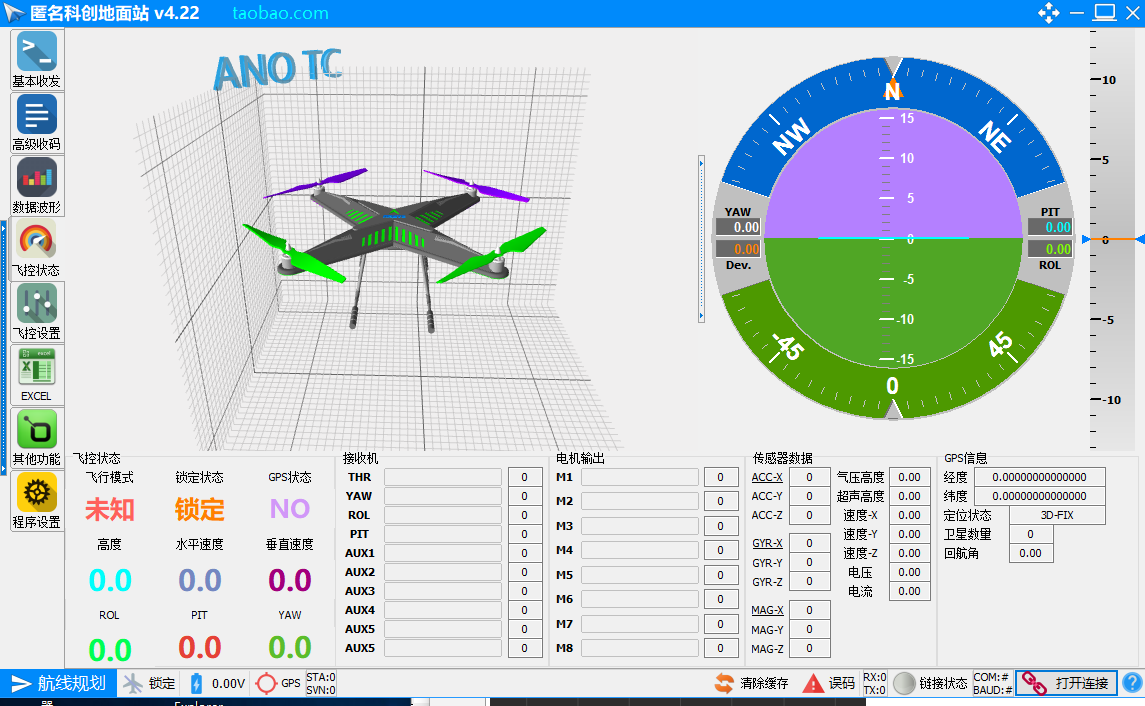 匿名科创地面站 v4.22
taobao.com
基本收发
高级收码
数据波形
飞控状态
飞控设置
EXCEL
其他功能
程序设置
ANO TC
N
NW
NE
15
10
5
0
-5
-10
-15
YAW
0.00
0.00
Dev.
PIT
0.00
0.00
ROL
-45
0
45
10
5
0
-5
-10
飞控状态
飞行模式 锁定状态 GPS状态
未知 锁定 NO
高度 水平速度 垂直速度
0.0 0.0 0.0
ROL PIT YAW
0.0 0.0 0.0
接收机
THR 0
YAW 0
ROL 0
PIT 0
AUX1 0
AUX2 0
AUX3 0
AUX4 0
AUX5 0
AUX5 0
电机输出
M1 0
M2 0
M3 0
M4 0
M5 0
M6 0
M7 0
M8 0
传感器数据
ACC-X 0
ACC-Y 0
ACC-Z 0
GYR-X 0
GYR-Y 0
GYR-Z 0
MAG-X 0
MAG-Y 0
MAG-Z 0
气压高度 0.00
超声高度 0.00
速度-X 0.00
速度-Y 0.00
速度-Z 0.00
电压 0.00
电流 0.00
GPS信息
经度 0.00000000000000
纬度 0.00000000000000
定位状态 3D-FIX
卫星数量 0
回航角 0.00
航线规划
锁定
0.00V
GPS
STA:0
SVN:0
清除缓存
误码
RX:0
TX:0
链接状态
COM:#
BAUD:#
打开连接
?